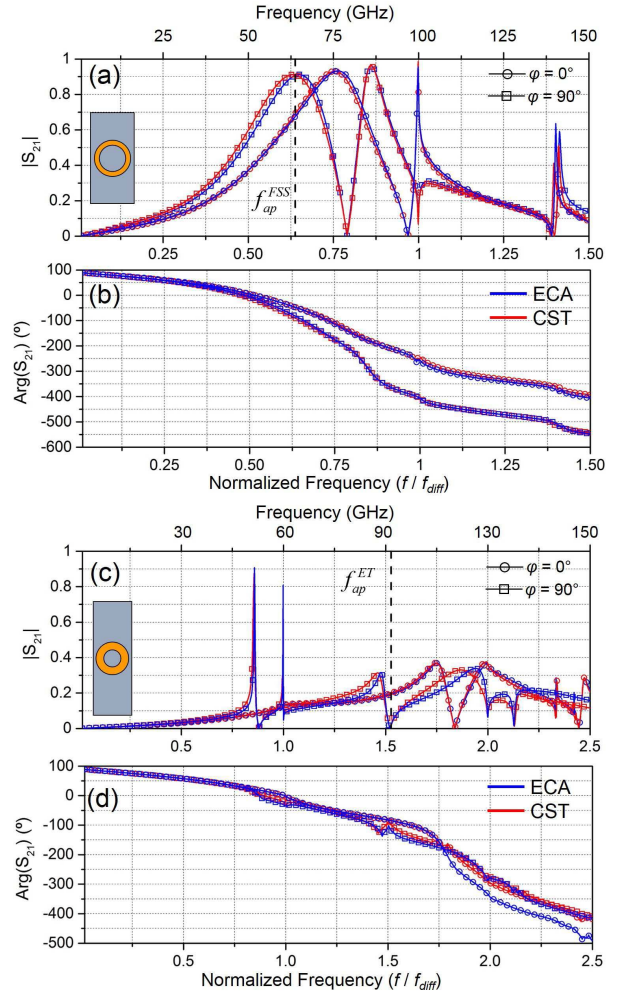 Frequency (GHz)
25 50 75 100 125 150
1
0.8
0.6
0.4
0.2
0
|S21|
(a)
φ = 0°
φ = 90°
f_ap^FSS
0.25 0.50 0.75 1 1.25 1.50
100
0
-100
-200
-300
-400
-500
-600
Arg(S21) (º)
(b)
ECA
CST
0.25 0.50 0.75 1 1.25 1.50
Normalized Frequency (f / fdiff)
Frequency (GHz)
30 60 90 130 150
1
0.8
0.6
0.4
0.2
0
|S21|
(c)
f_ap^ET
φ = 0°
φ = 90°
0.5 1.0 1.5 2.0 2.5
100
0
-100
-200
-300
-400
-500
Arg(S21) (º)
(d)
ECA
CST
0.5 1.0 1.5 2.0 2.5
Normalized Frequency (f / fdiff)